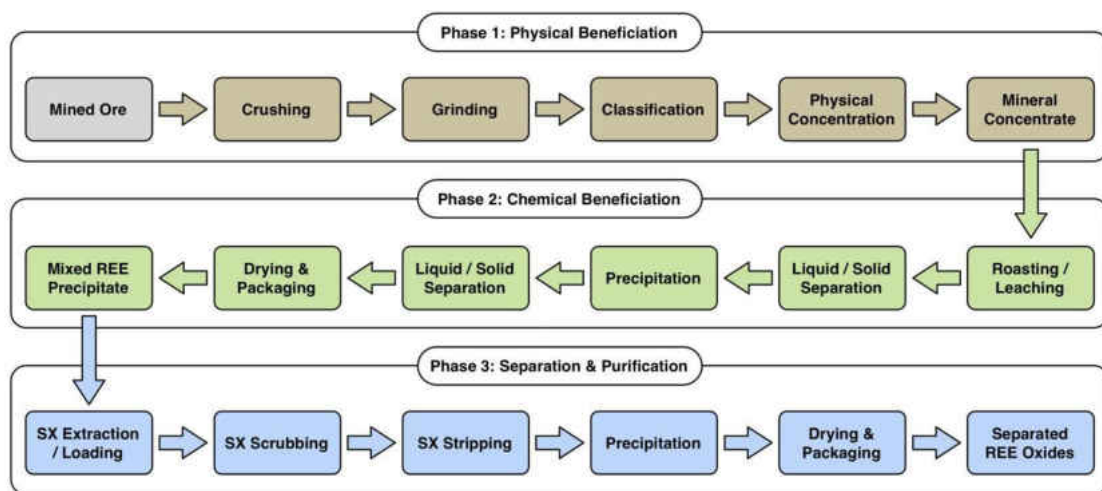 Phase 1: Physical Beneficiation
Mined Ore
Crushing
Grinding
Classification
Physical
Concentration
Mineral
Concentrate
Phase 2: Chemical Beneficiation
Mixed REE
Precipitate
Drying &
Packaging
Liquid / Solid
Separation
Precipitation
Liquid / Solid
Separation
Roasting /
Leaching
Phase 3: Separation & Purification
SX Extraction
/ Loading
SX Scrubbing
SX Stripping
Precipitation
Drying &
Packaging
Separated
REE Oxides